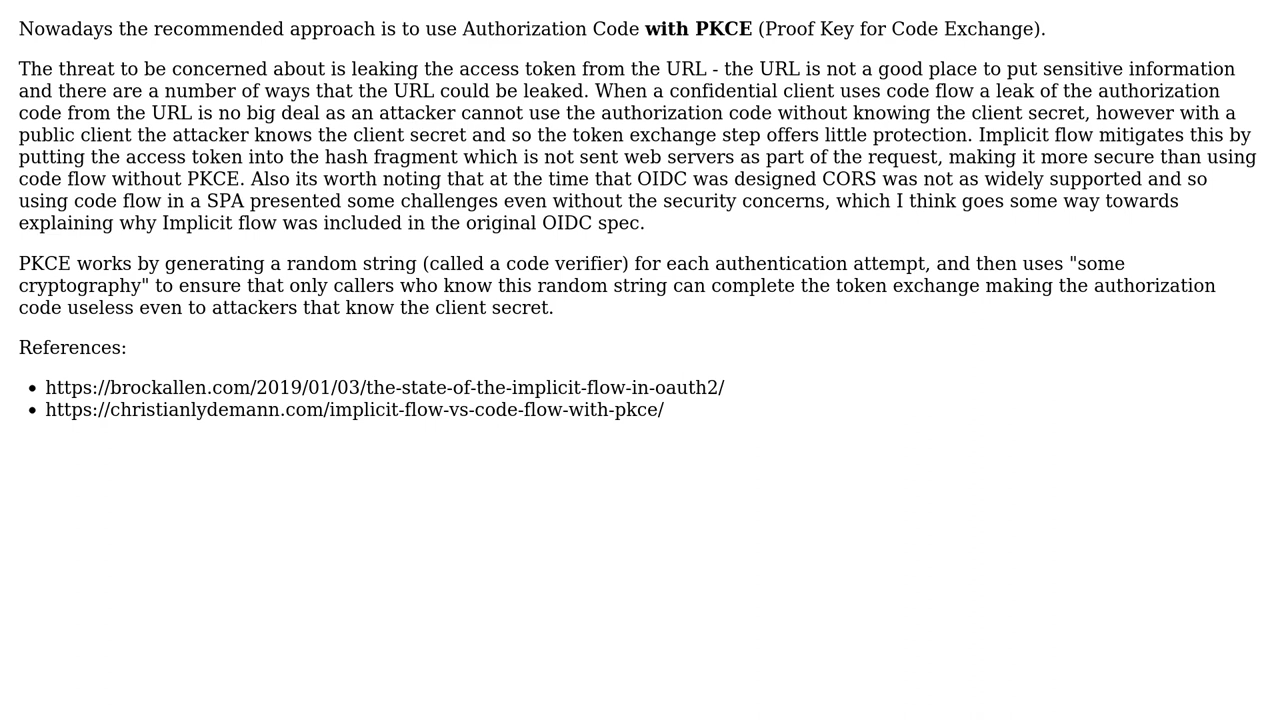 Nowadays the recommended approach is to use Authorization Code with PKCE (Proof Key for Code Exchange).
The threat to be concerned about is leaking the access token from the URL - the URL is not a good place to put sensitive information
and there are a number of ways that the URL could be leaked. When a confidential client uses code flow a leak of the authorization
code from the URL is no big deal as an attacker cannot use the authorization code without knowing the client secret, however with a
public client the attacker knows the client secret and so the token exchange step offers little protection. Implicit flow mitigates this by
putting the access token into the hash fragment which is not sent web servers as part of the request, making it more secure than using
code flow without PKCE. Also its worth noting that at the time that OIDC was designed CORS was not as widely supported and so
using code flow in a SPA presented some challenges even without the security concerns, which I think goes some way towards
explaining why Implicit flow was included in the original OIDC spec.
PKCE works by generating a random string (called a code verifier) for each authentication attempt, and then uses "some
cryptography" to ensure that only callers who know this random string can complete the token exchange making the authorization
code useless even to attackers that know the client secret.
References:
• https://brockallen.com/2019/01/03/the-state-of-the-implicit-flow-in-oauth2/
• https://christianlydemann.com/implicit-flow-vs-code-flow-with-pkce/